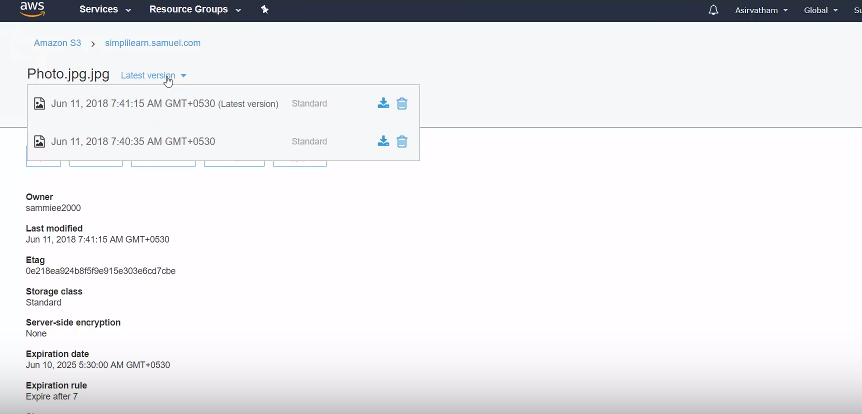 aws Services Resource Groups Asirvatham Global
Amazon S3 > simplilearn.samuel.com
Photo.jpg.jpg Latest version
Jun 11, 2018 7:41:15 AM GMT+0530 (Latest version) Standard
Jun 11, 2018 7:40:35 AM GMT+0530 Standard
Owner
sammiee2000
Last modified
Jun 11, 2018 7:41:15 AM GMT+0530
Etag
0e218ea924b8f5f9e915e303e6cd7cbe
Storage class
Standard
Server-side encryption
None
Expiration date
Jun 10, 2025 5:30:00 AM GMT+0530
Expiration rule
Expire after 7